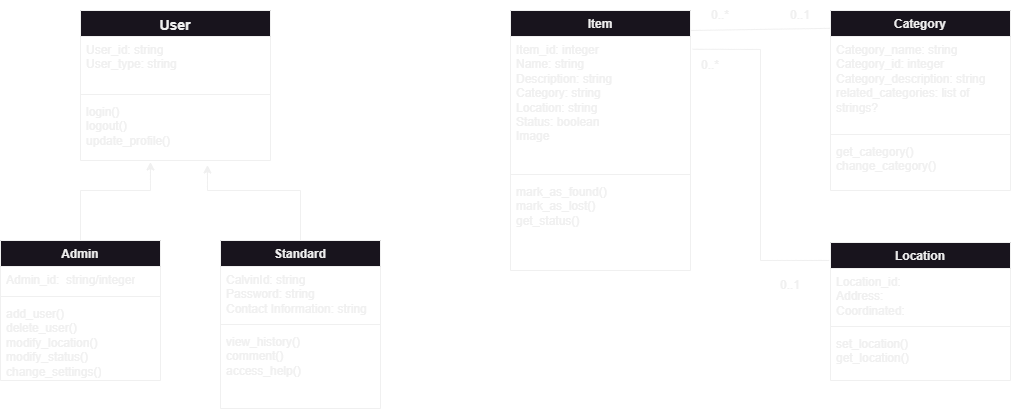 User
User_id: string
User_type: string
login()
logout()
update_profile()
Admin
Admin_id:  string/integer
add_user()
delete_user()
modify_location()
modify_status()
change_settings()
Standard
CalvinId: string
Password: string
Contact Information: string
view_history()
comment()
access_help()
Item
Item_id: integer
Name: string
Description: string
Category: string
Location: string
Status: boolean
Image
mark_as_found()
mark_as_lost()
get_status()
0..*
0..1
0..*
0..1
Category
Category_name: string
Category_id: integer
Category_description: string
related_categories: list of
strings?
get_category()
change_category()
Location
Location_id:
Address:
Coordinated:
set_location()
get_location()